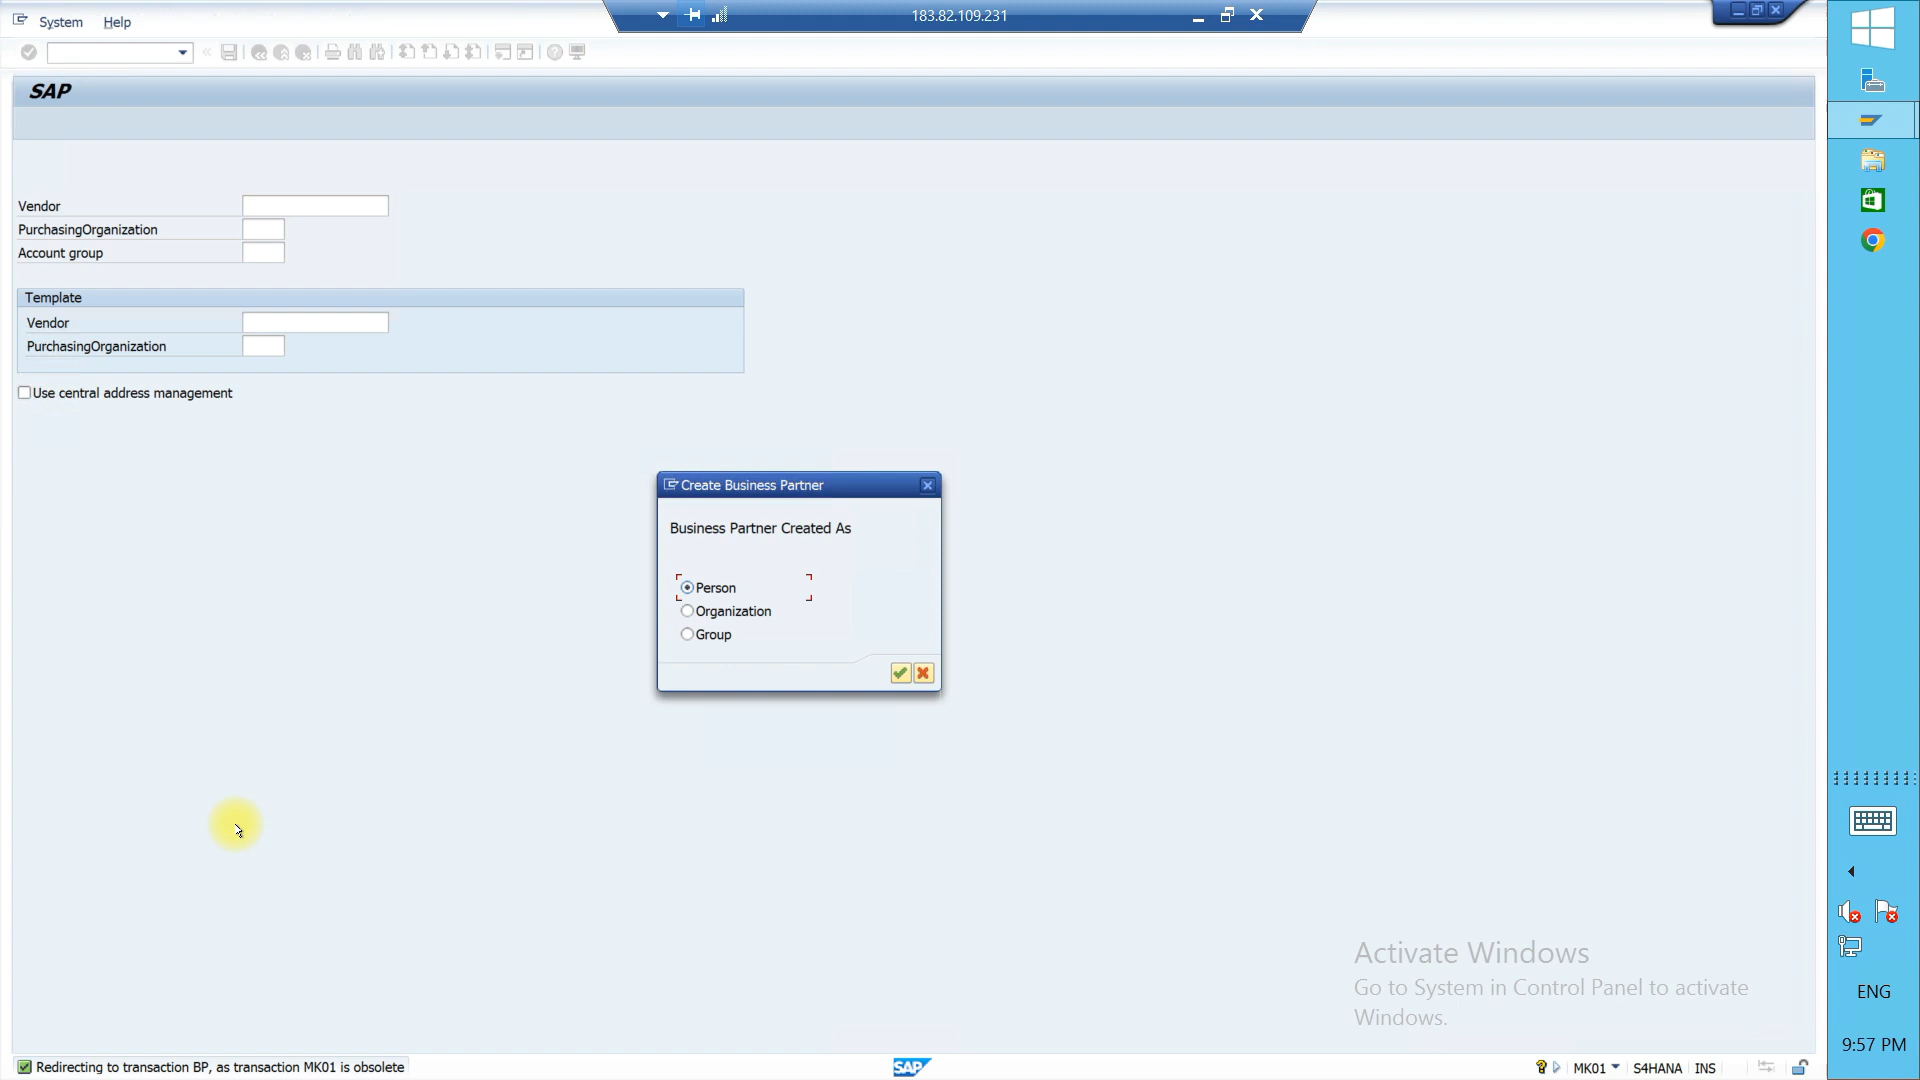 System Help
183.82.109.231
SAP
Vendor
PurchasingOrganization
Account group
Template
Vendor
PurchasingOrganization
Use central address management
Create Business Partner
Business Partner Created As
Person
Organization
Group
Activate Windows
Go to System in Control Panel to activate
Windows.
ENG
9:57 PM
Redirecting to transaction BP, as transaction MK01 is obsolete
SAP
MK01 S4HANA INS